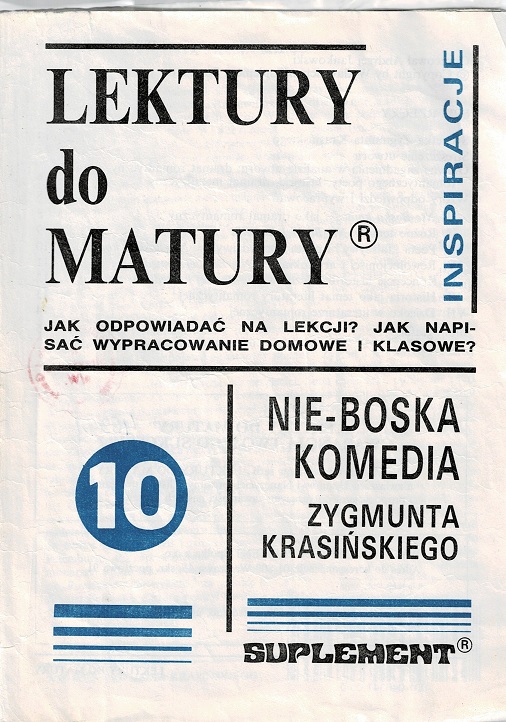 LEKTURY
do
MATURY ®
INSPIRACJE
JAK ODPOWIADAĆ NA LEKCJI? JAK NAPI-
SAĆ WYPRACOWANIE DOMOWE I KLASOWE?
10
NIE-BOSKA
KOMEDIA
ZYGMUNTA
KRASIŃSKIEGO
SUPLEMENT®